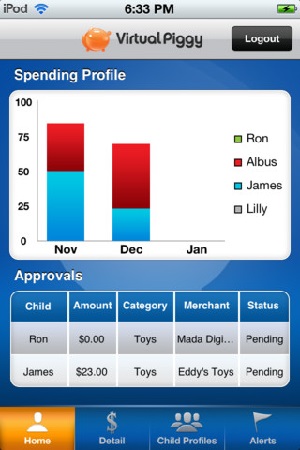 iPod 6:33 PM
Virtual Piggy Logout
Spending Profile
100
75
50
25
0
Nov Dec Jan
Ron
Albus
James
Lilly
Approvals
Child Amount Category Merchant Status
Ron $0.00 Toys Mada Digi... Pending
James $23.00 Toys Eddy's Toys Pending
Home Detail Child Profiles Alerts